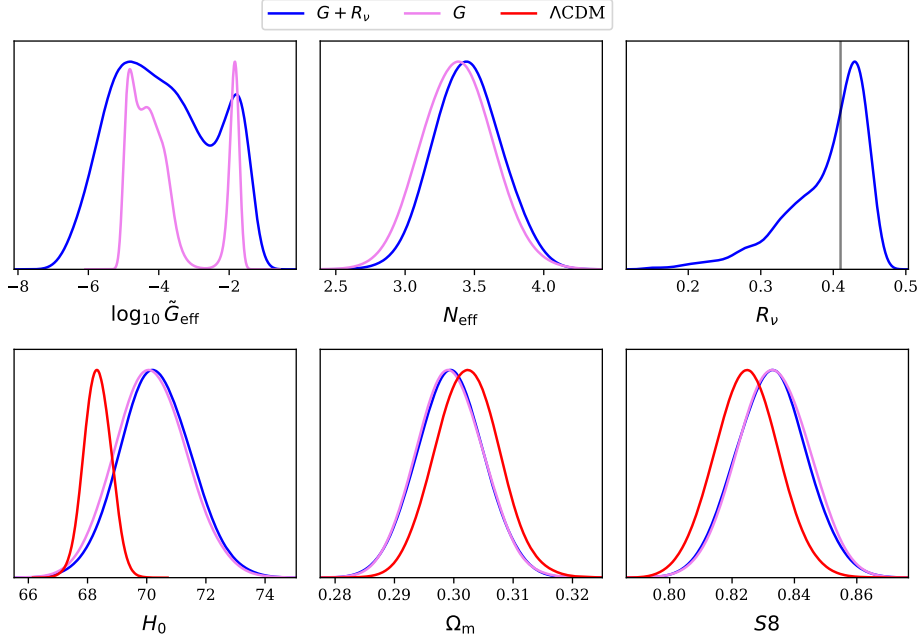 G + R_ν   G   ΛCDM
−8 −6 −4 −2
log₁₀ G̃_eff
2.5 3.0 3.5 4.0
N_eff
0.2 0.3 0.4 0.5
R_ν
66 68 70 72 74
H₀
0.28 0.29 0.30 0.31 0.32
Ω_m
0.80 0.82 0.84 0.86
S8